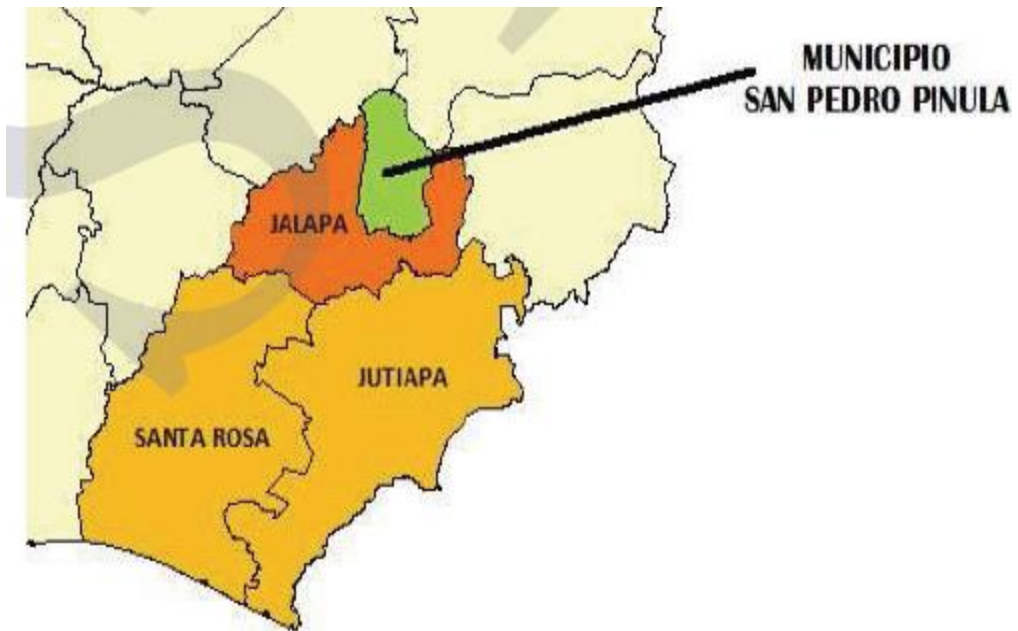 MUNICIPIO
SAN PEDRO PINULA
JALAPA
JUTIAPA
SANTA ROSA